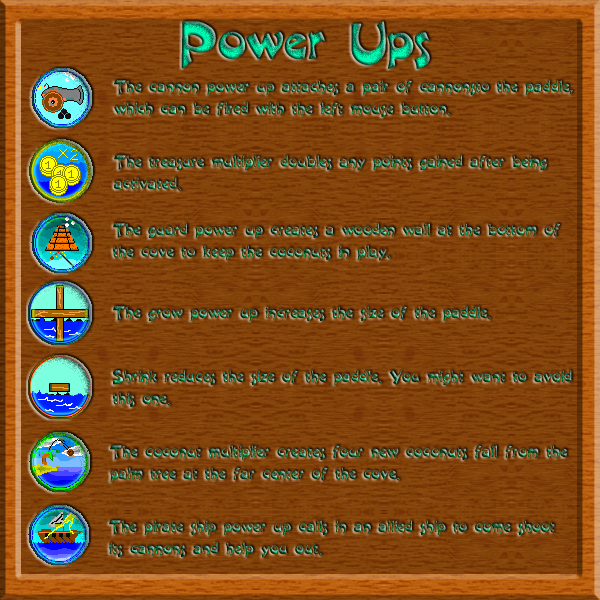 Power Ups
The cannon power up attaches a pair of cannonsto the paddle,
which can be fired with the left mouse button.
x2
1
1
1
The treasure multiplier doubles any points gained after being
activated.
The guard power up creates a wooden wall at the bottom of
the cove to keep the coconuts in play.
The grow power up increases the size of the paddle.
Shrink reduces the size of the paddle. You might want to avoid
this one.
The coconut multiplier creates four new coconuts fall from the
palm tree at the far center of the cove.
The pirate ship power up calls in an allied ship to come shoot
its cannons and help you out.